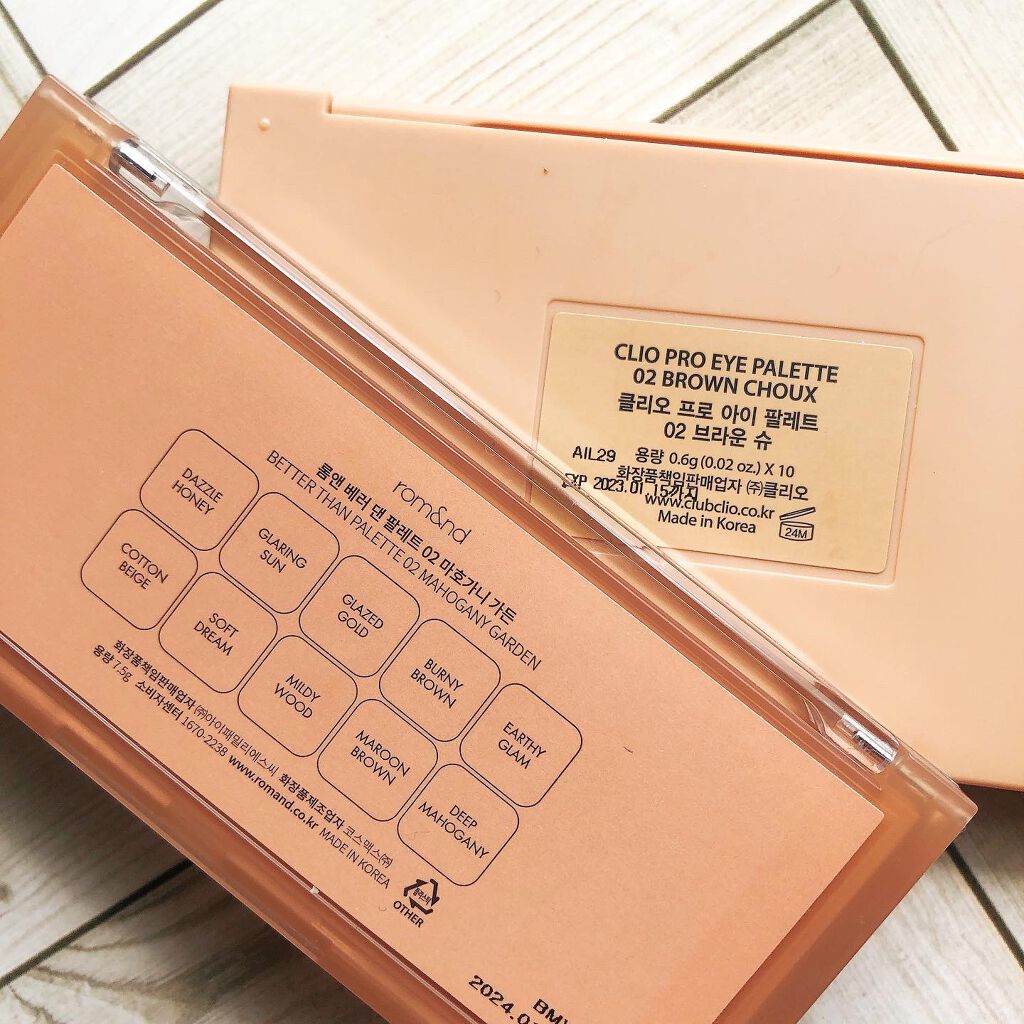 CLIO PRO EYE PALETTE
02 BROWN CHOUX
클리오 프로 아이 팔레트
02 브라운 슈
AIL29 용량 0.6g (0.02 oz.) X 10
화장품책임판매업자 ㈜클리오
EXP 2023.01.15까지
www.clubclio.co.kr
Made in Korea
24M
rom&nd
롬앤 베러 댄 팔레트 02 마호가니 가든
BETTER THAN PALETTE 02 MAHOGANY GARDEN
DAZZLE
HONEY
GLARING
SUN
GLAZED
GOLD
BURNY
BROWN
EARTHY
GLAM
COTTON
BEIGE
SOFT
DREAM
MILDY
WOOD
MAROON
BROWN
DEEP
MAHOGANY
화장품책임판매업자 ㈜아이패밀리에스씨 화장품제조업자 코스맥스㈜
용량 7.5g 소비자센터 1670-2238 www.romand.co.kr MADE IN KOREA
플라스틱
OTHER